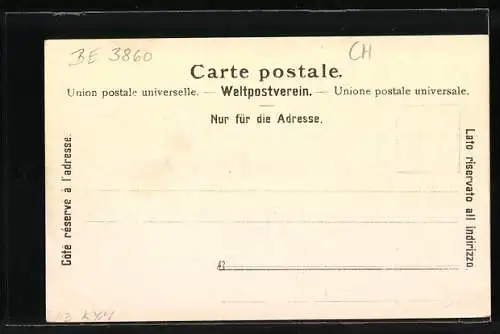 BE 3860
CH
Carte postale.
Union postale universelle. — Weltpostverein. — Unione postale universale.
Nur für die Adresse.
Côté réservé à l'adresse.
Lato riservato all indirizzo